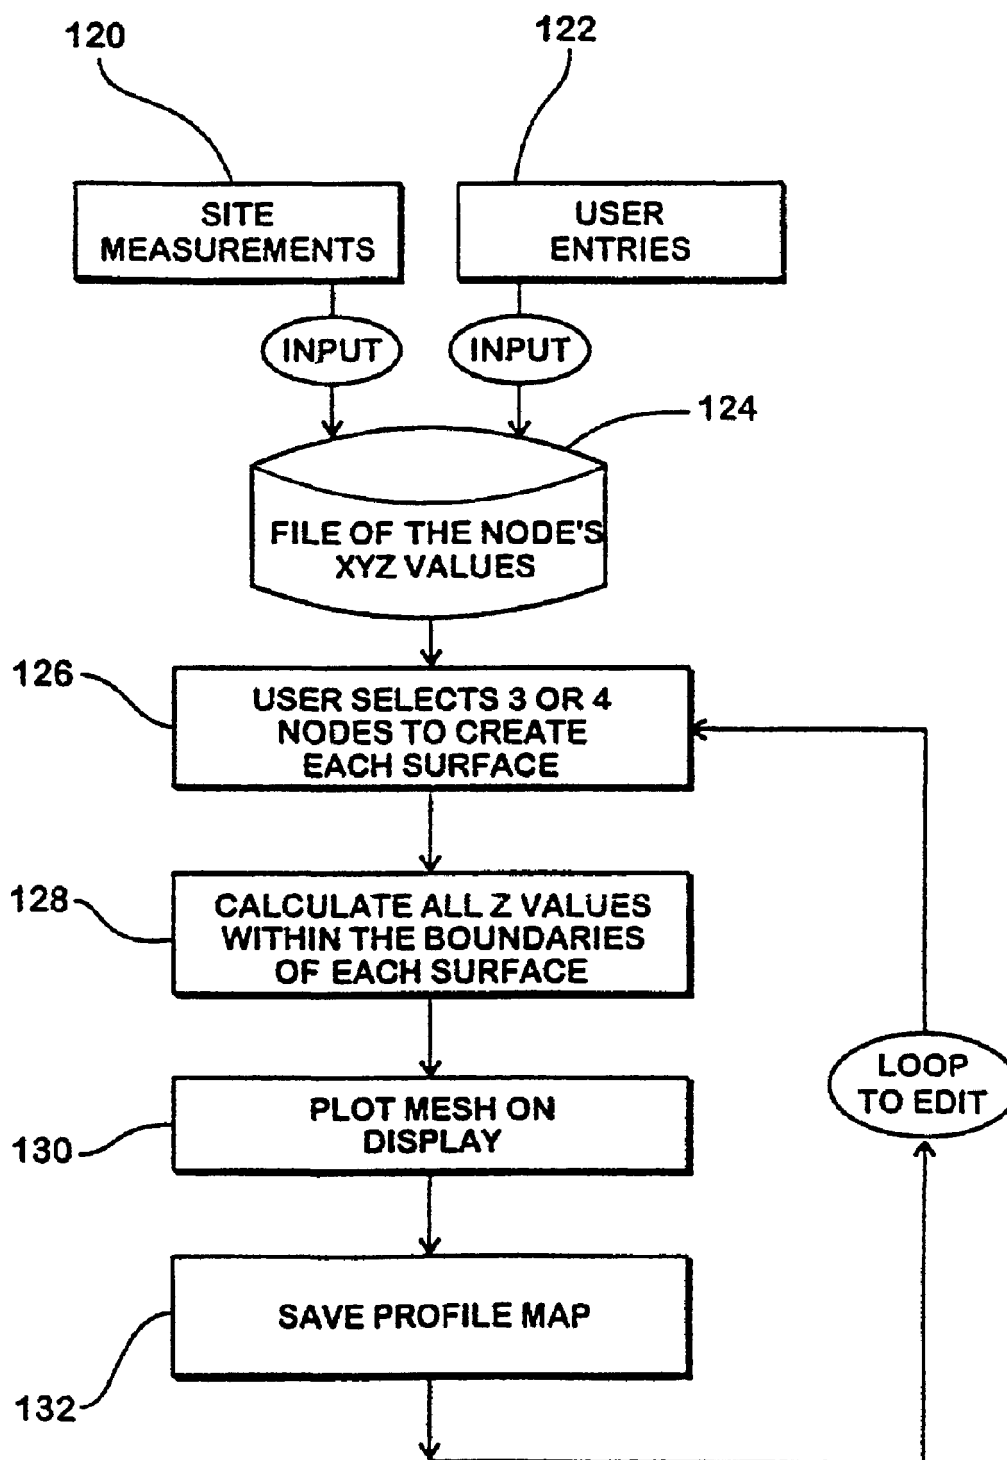 120
122
SITE
MEASUREMENTS
USER
ENTRIES
INPUT
INPUT
124
FILE OF THE NODE'S
XYZ VALUES
126
USER SELECTS 3 OR 4
NODES TO CREATE
EACH SURFACE
128
CALCULATE ALL Z VALUES
WITHIN THE BOUNDARIES
OF EACH SURFACE
LOOP
TO EDIT
130
PLOT MESH ON
DISPLAY
SAVE PROFILE MAP
132